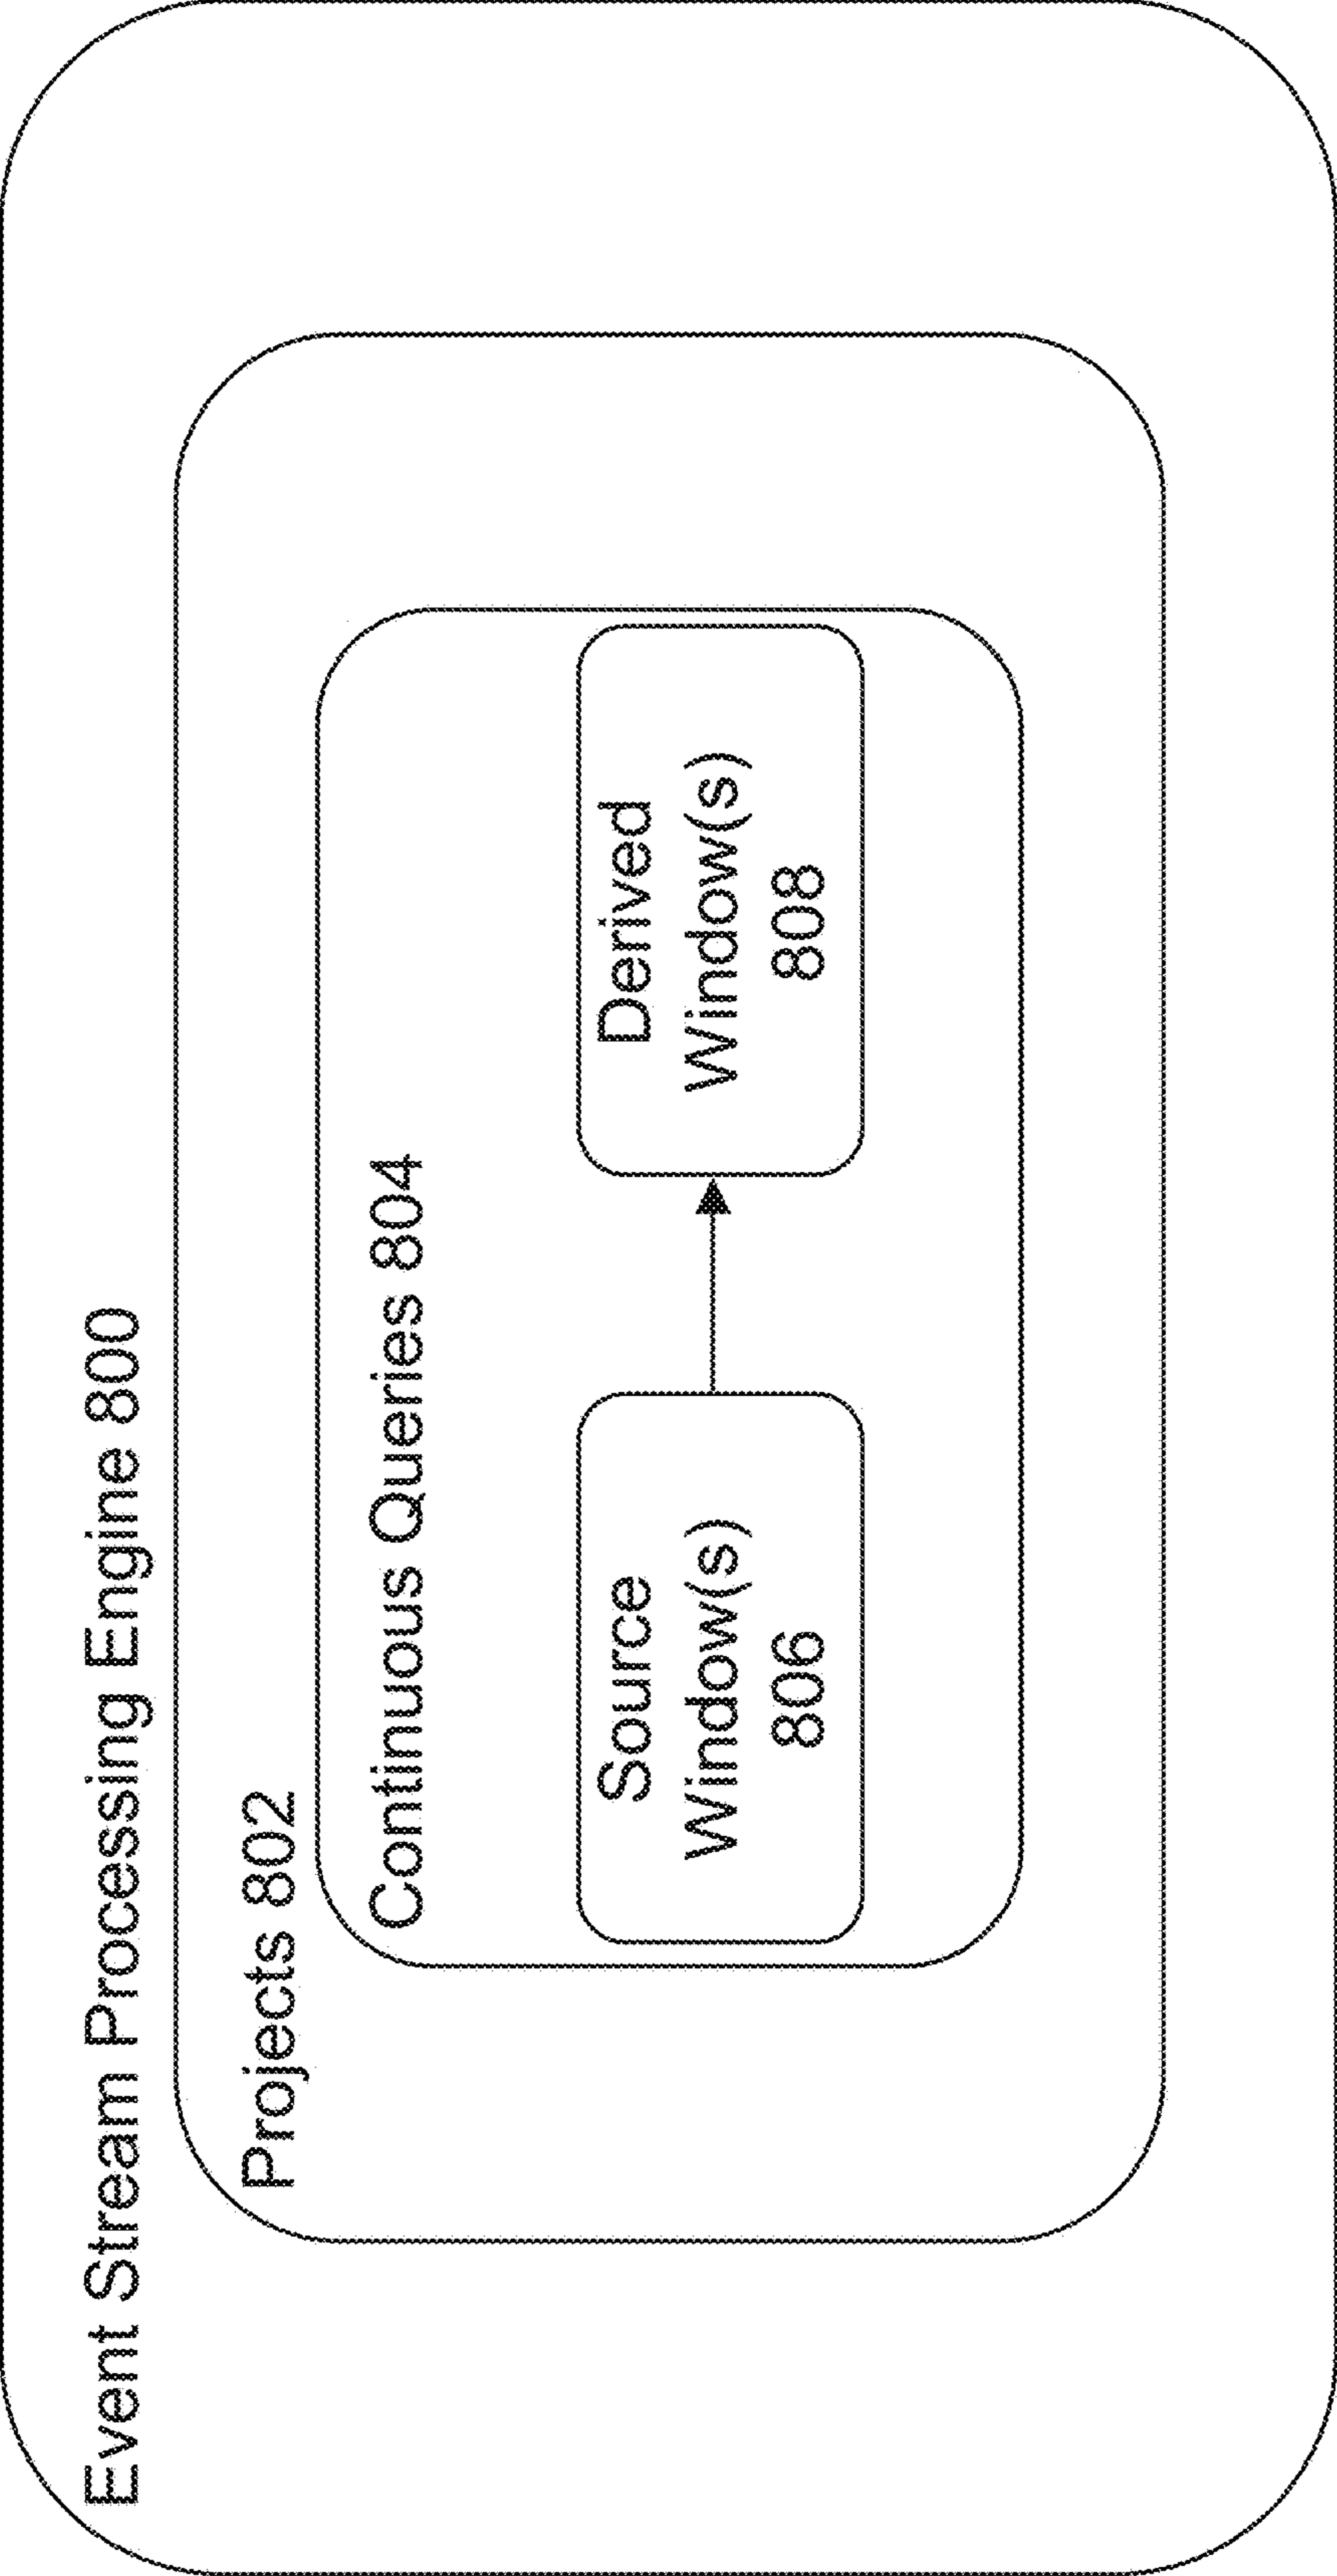 Event Stream Processing Engine 800
Projects 802
Continuous Queries 804
Source
Window(s)
806
Derived
Window(s)
808